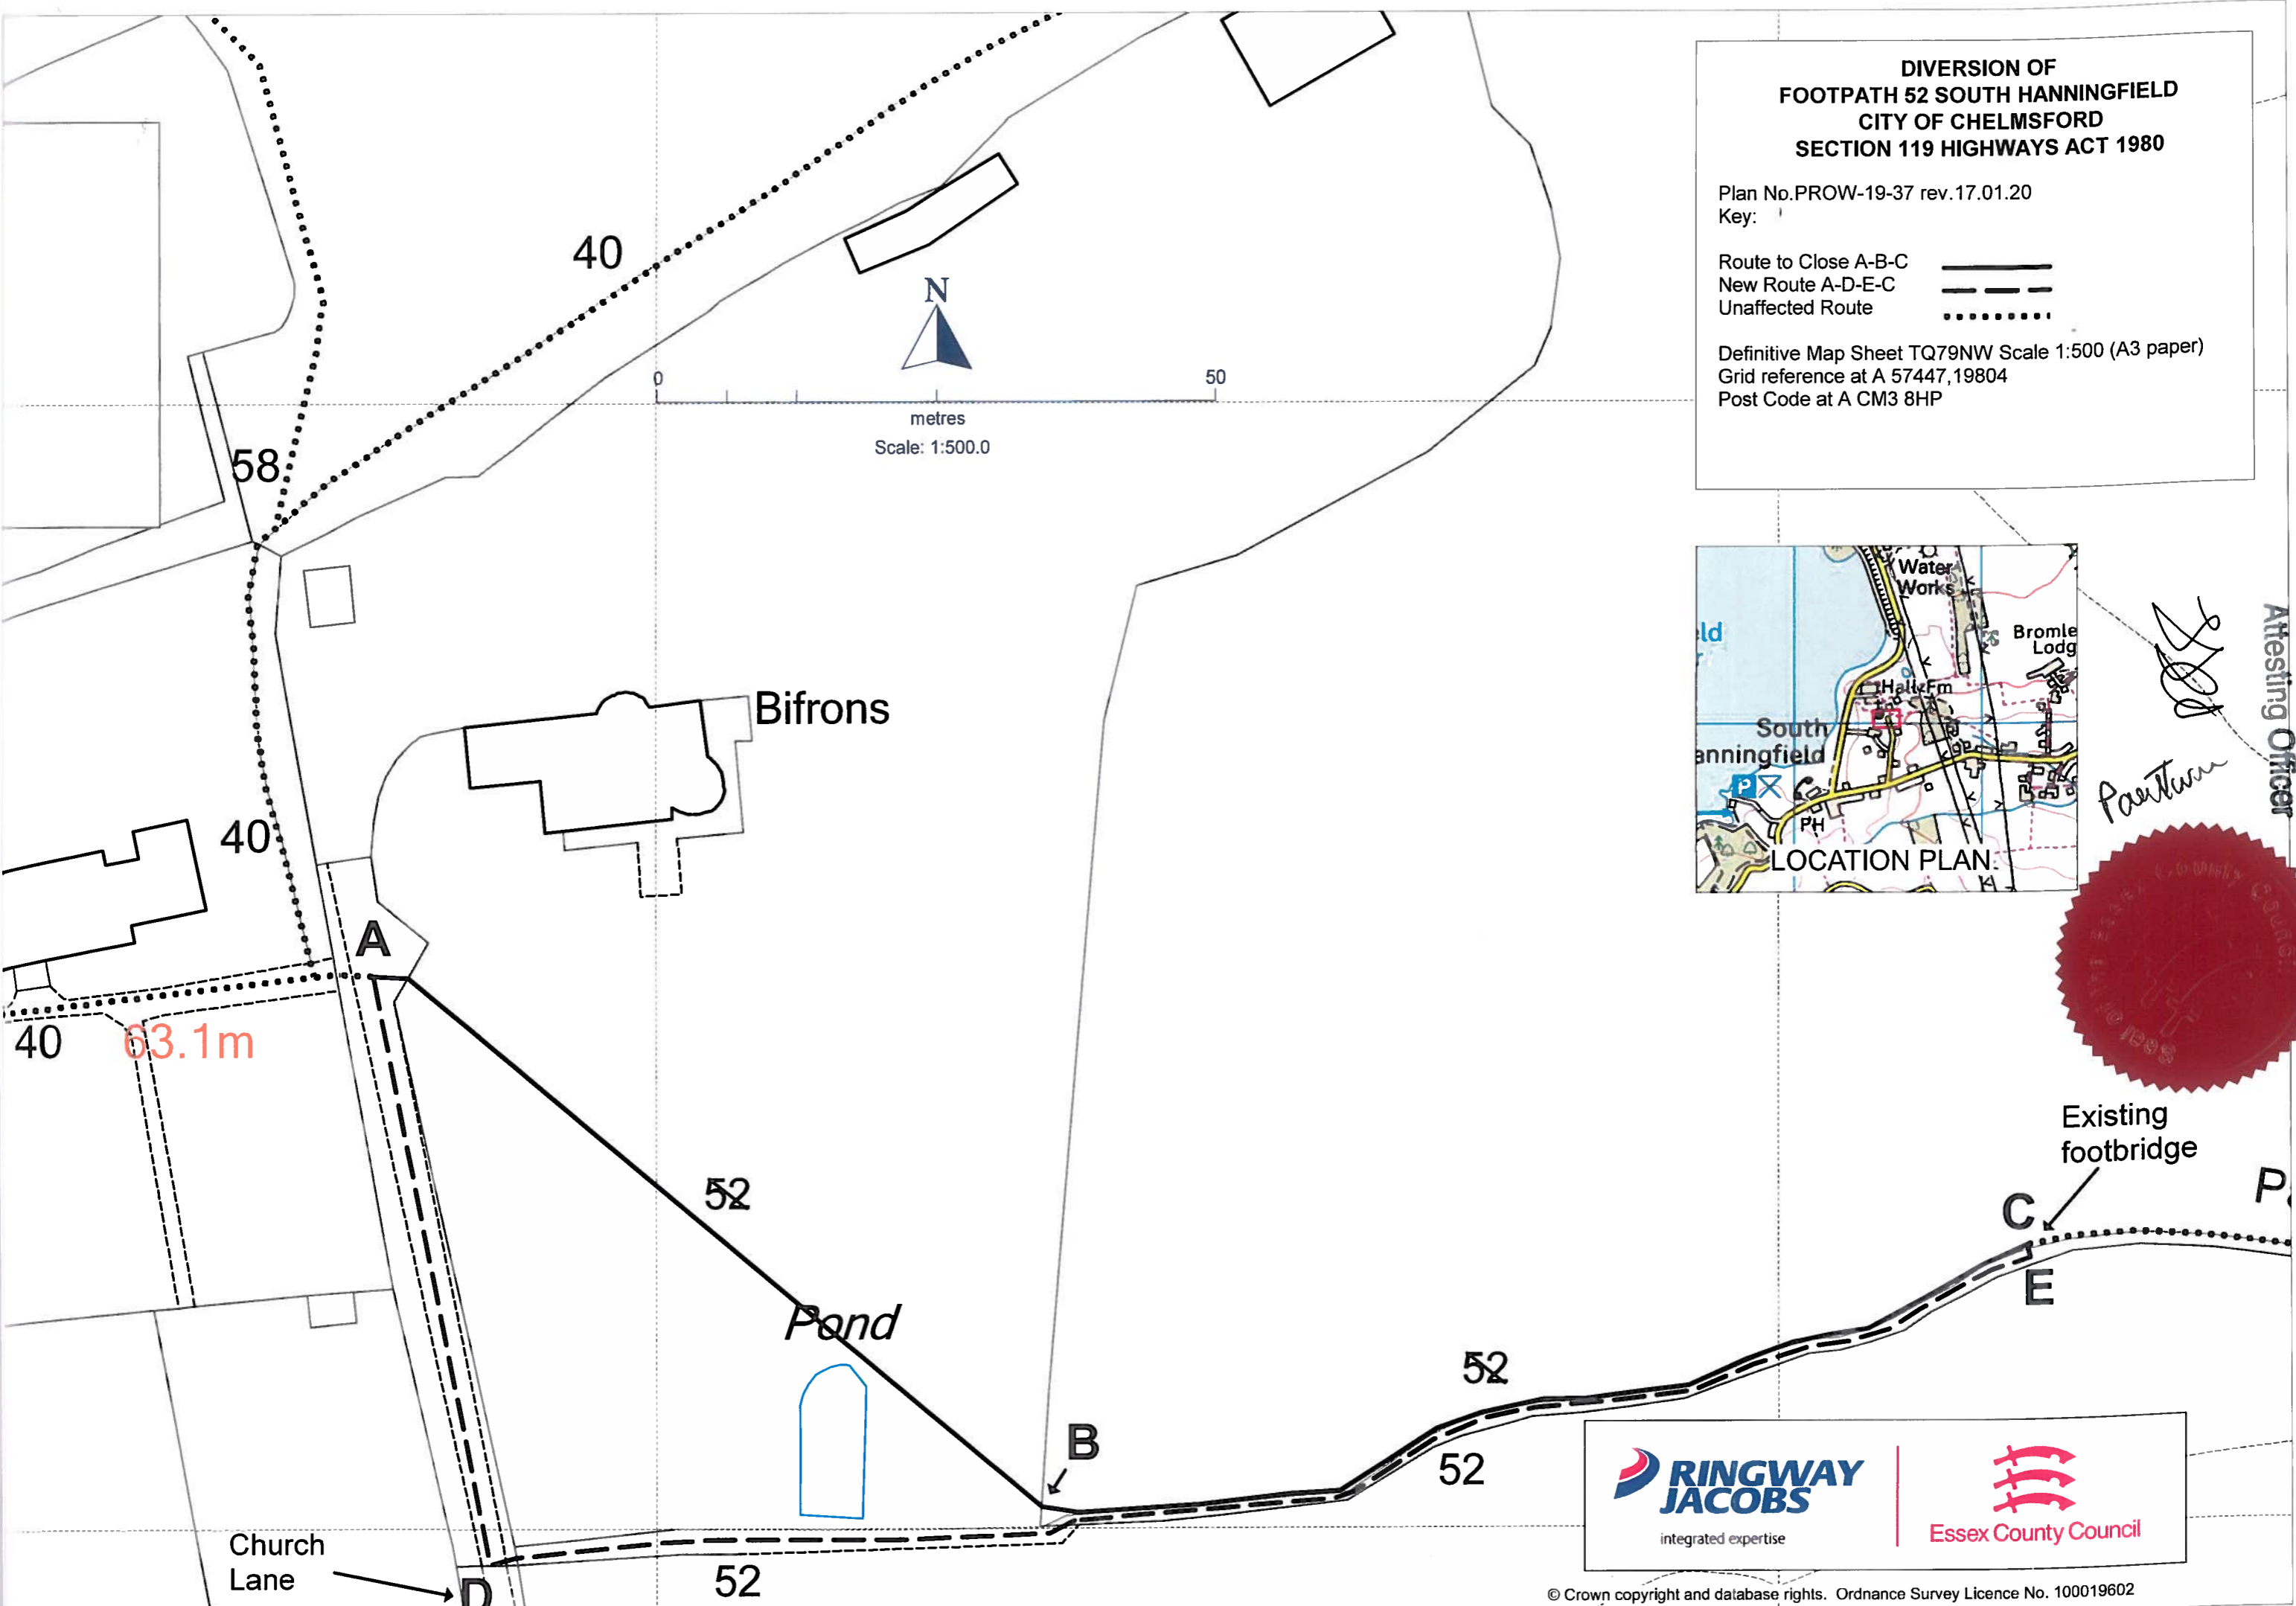 DIVERSION OF
FOOTPATH 52 SOUTH HANNINGFIELD
CITY OF CHELMSFORD
SECTION 119 HIGHWAYS ACT 1980
Plan No.PROW-19-37 rev.17.01.20
Key:
Route to Close A-B-C
New Route A-D-E-C
Unaffected Route
Definitive Map Sheet TQ79NW Scale 1:500 (A3 paper)
Grid reference at A 57447,19804
Post Code at A CM3 8HP
40
N
0
50
metres
Scale: 1:500.0
58
Water
Works
Bromle
Lodg
ld
r
Hall Fm
South
anningfield
P
PH
LOCATION PLAN
Attesting Officer
Bifrons
40
A
40
63.1m
Existing
footbridge
C
P
E
52
Pond
52
B
52
Church
Lane
D
52
RINGWAY
JACOBS
integrated expertise
Essex County Council
© Crown copyright and database rights. Ordnance Survey Licence No. 100019602